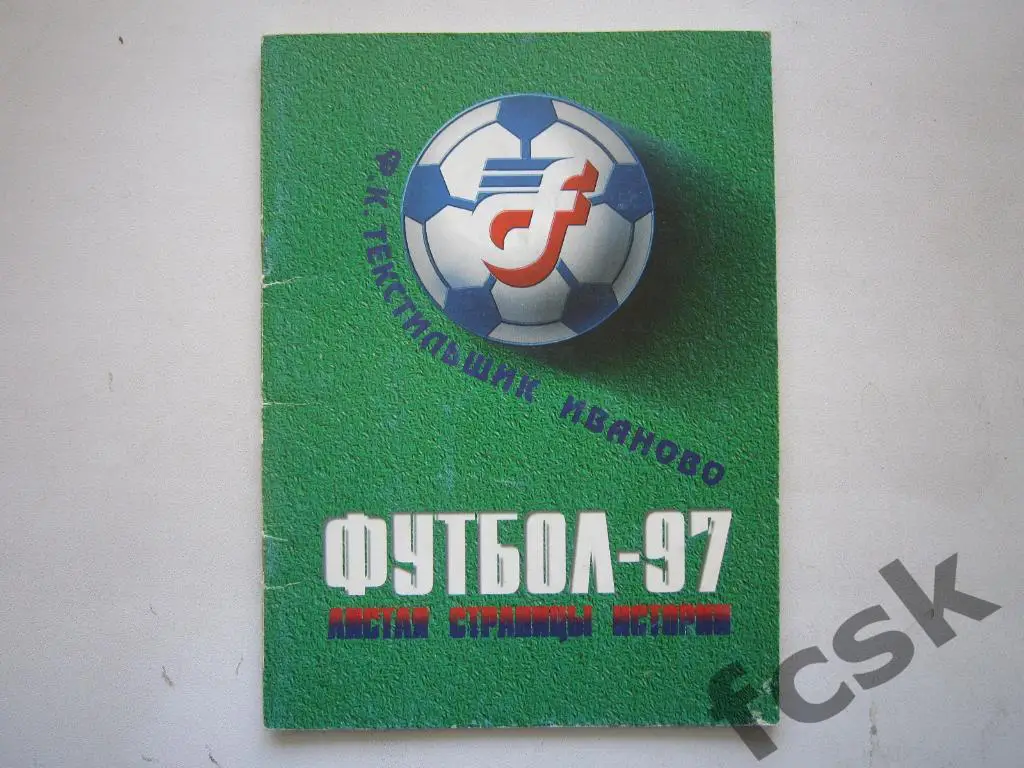 Ф.К. ТЕКСТИЛЬЩИК ИВАНОВО
ФУТБОЛ-97
ЛИСТАЯ СТРАНИЦЫ ИСТОРИИ
fcsk